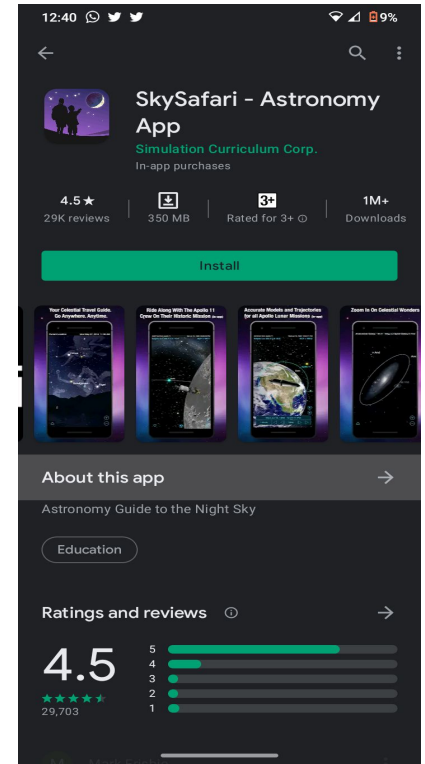 12:40
9%
SkySafari - Astronomy
App
Simulation Curriculum Corp.
In-app purchases
4.5★
29K reviews
350 MB
3+
Rated for 3+
1M+
Downloads
Install
Your Celestial Travel Guide.
Go Anywhere, Anytime.
Ride Along With The Apollo 11
Crew On Their Historic Mission
Accurate Models and Trajectories
for all Apollo Lunar Missions
Zoom In On Celestial Wonders
About this app
Astronomy Guide to the Night Sky
Education
Ratings and reviews
4.5
29,703
5
4
3
2
1